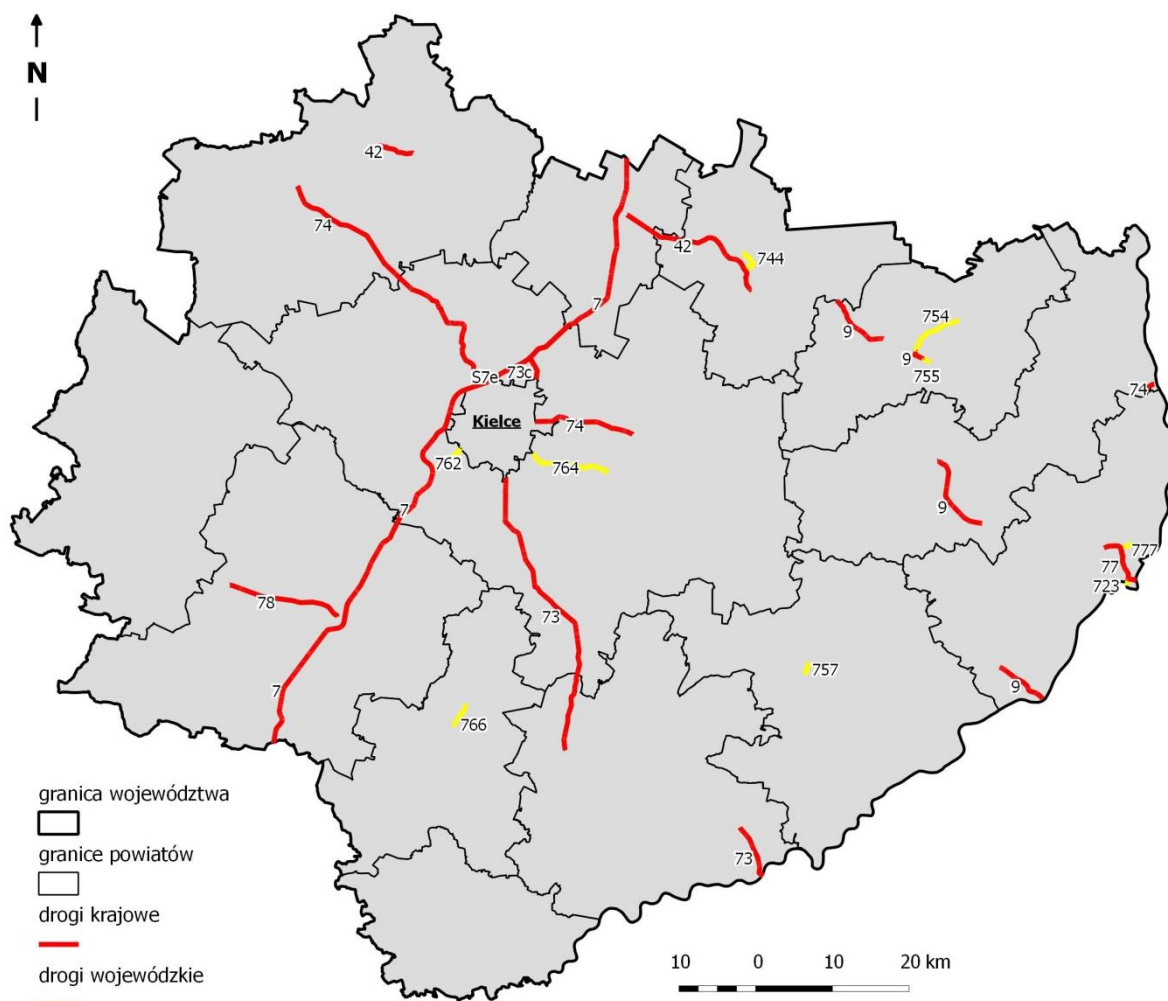 N
42
74
42
744
7
9
754
9
755
S7e
73c
74
Kielce
74
762
764
7
9
777
77
723
78
73
757
9
7
766
granica województwa
granice powiatów
drogi krajowe
drogi wojewódzkie
73
10 0 10 20 km